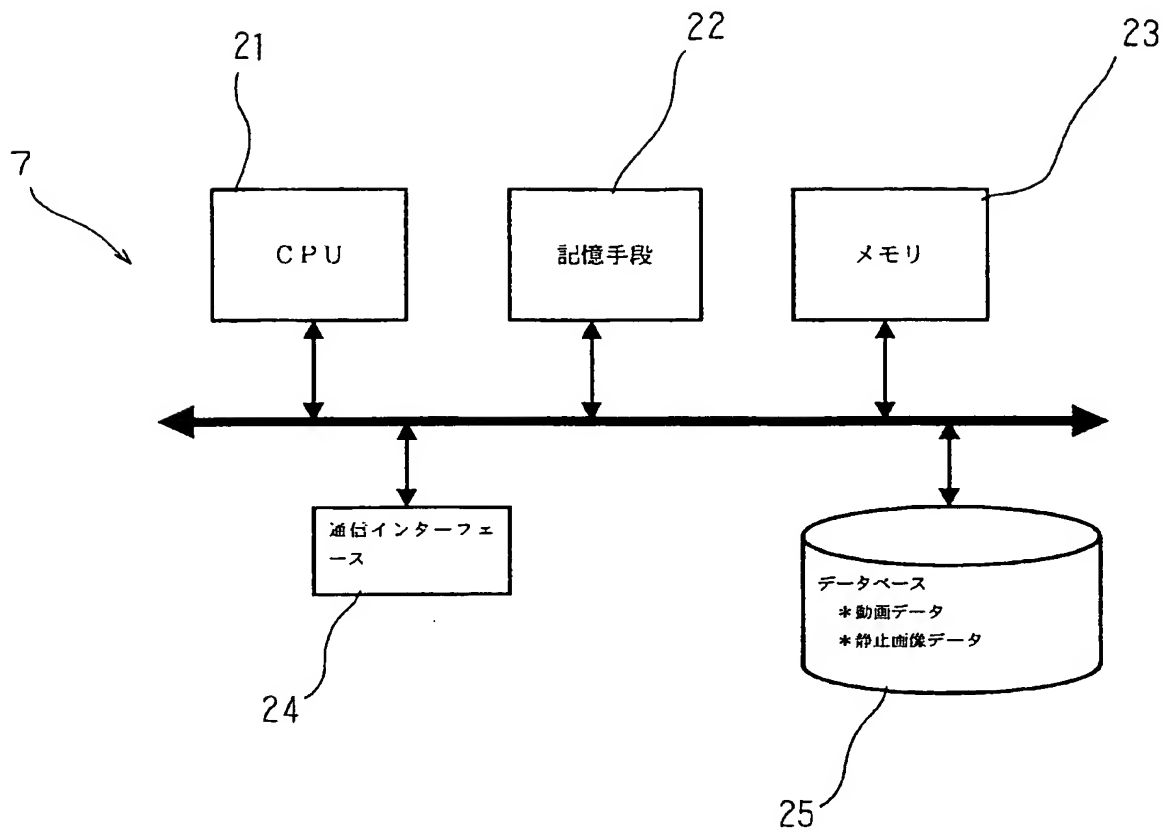 21
22
23
7
ＣＰＵ
記憶手段
メモリ
通信インターフェ
ース
データベース
＊動画データ
＊静止画像データ
24
25